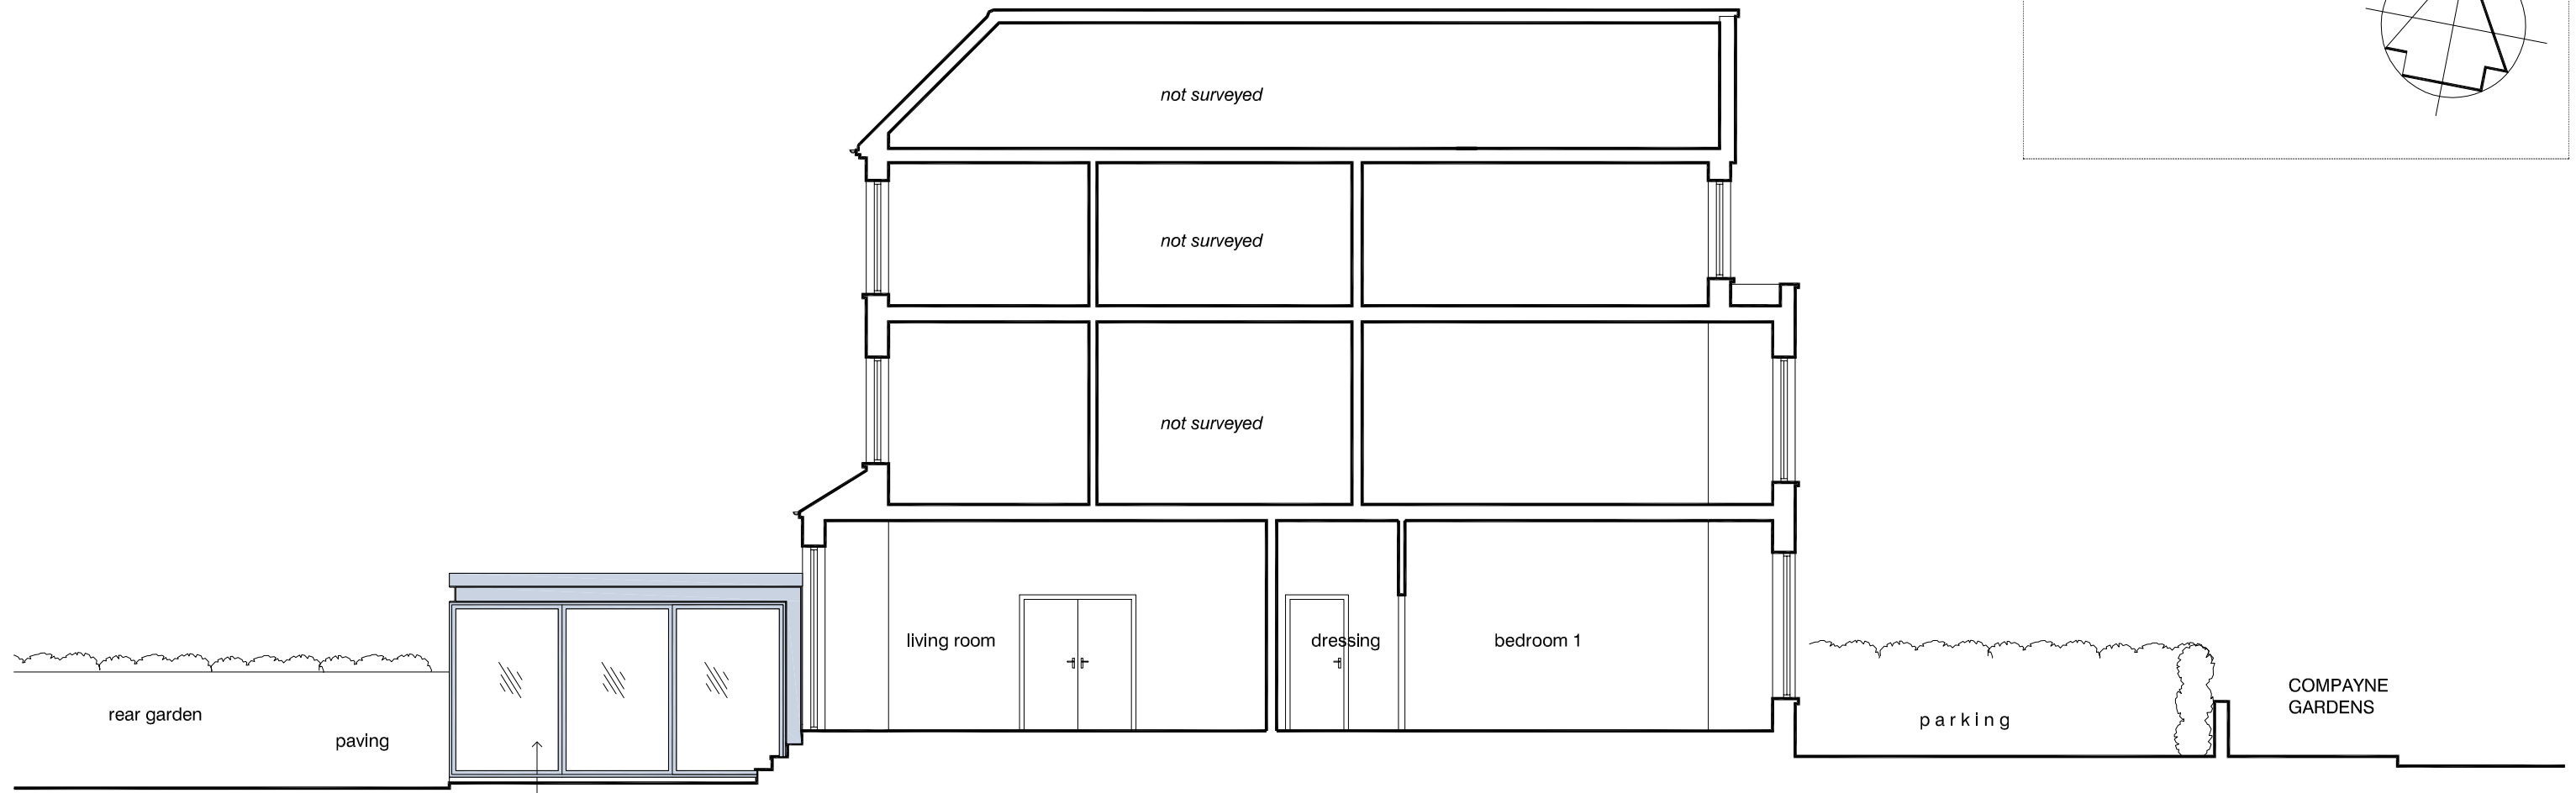 not surveyed
not surveyed
not surveyed
living room
dressing
bedroom 1
rear garden
paving
parking
COMPAYNE
GARDENS